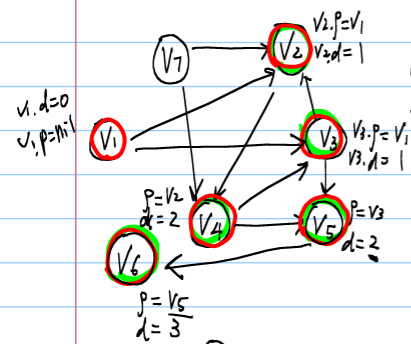 V2.P=V1
V2.d=1
V7
V2
V1.d=0
V1.p=nil
V1
V3
V3.P=V1
V3.d=1
P=V2
d=2
V4
V5
P=V3
d=2
V6
P=V5
d=3